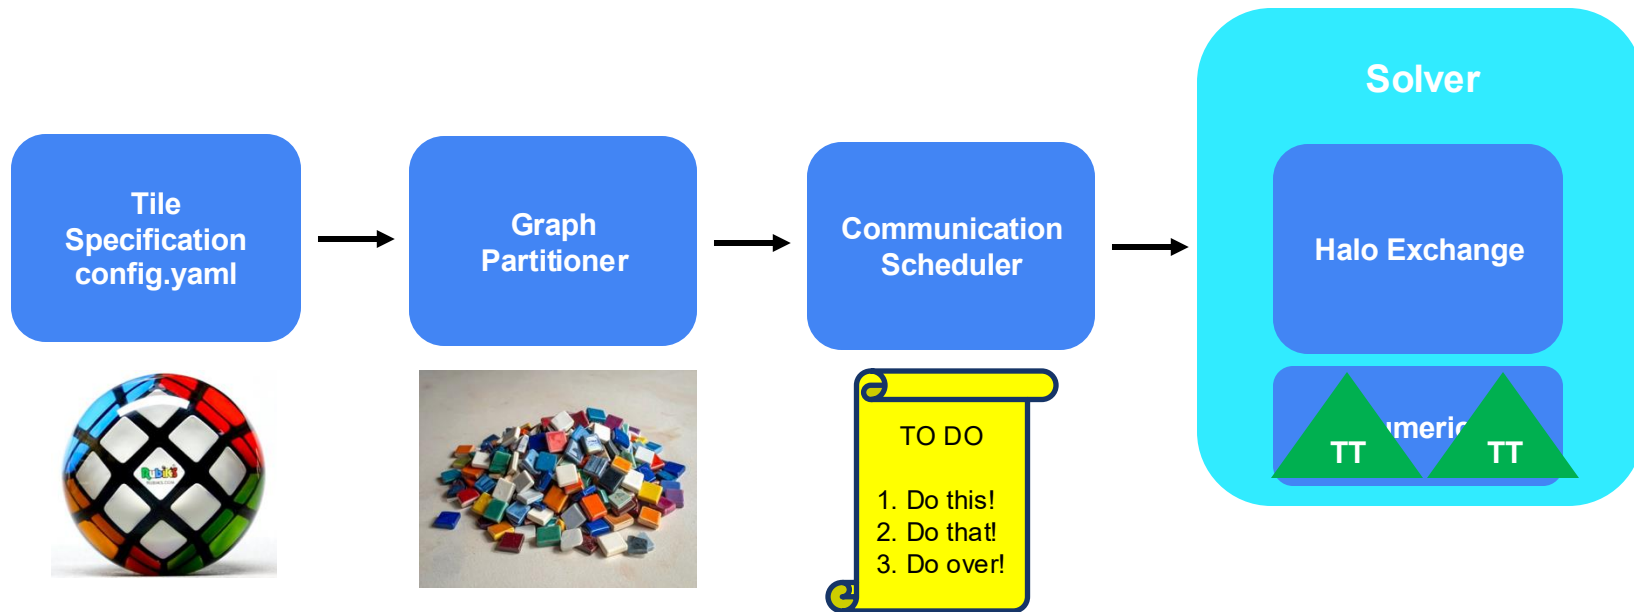 Tile
Specification
config.yaml
Graph
Partitioner
Communication
Scheduler
Solver
Halo Exchange
TT
TT
Rubik's
TO DO
1. Do this!
2. Do that!
3. Do over!